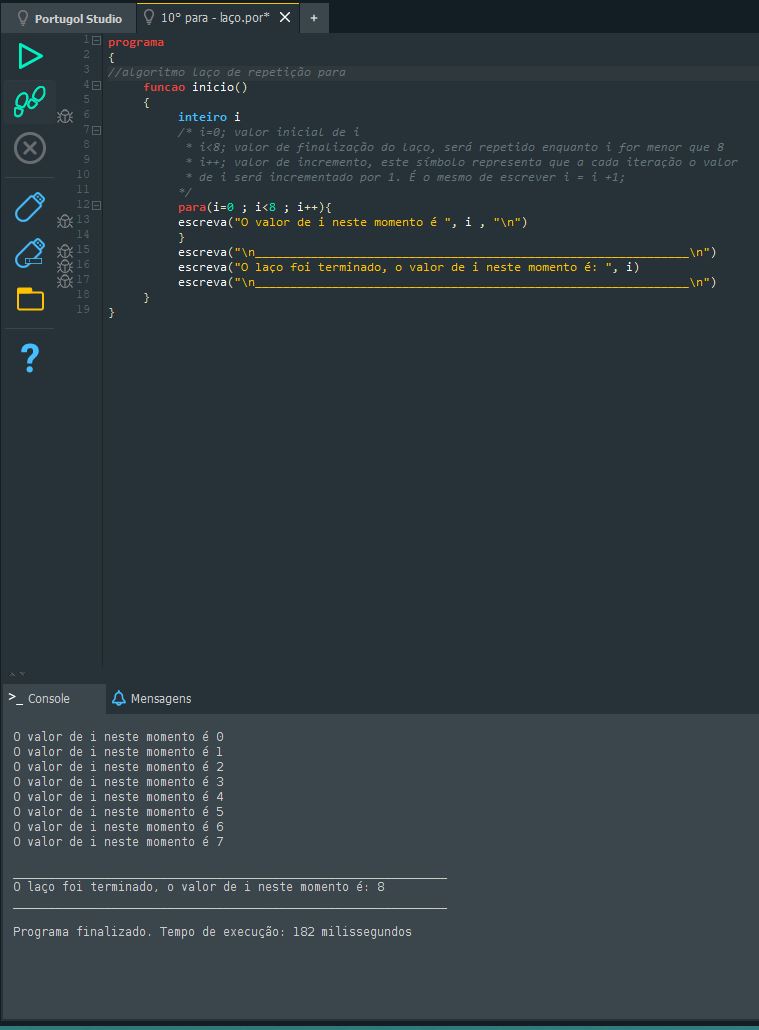 Portugol Studio
10° para - laço.por*
+
1 programa
2 {
3 //algoritmo laço de repetição para
4 funcao inicio()
5 {
6 inteiro i
7 /* i=0; valor inicial de i
8 * i<8; valor de finalização do laço, será repetido enquanto i for menor que 8
9 * i++; valor de incremento, este símbolo representa que a cada iteração o valor
10 * de i será incrementado por 1. É o mesmo de escrever i = i +1;
11 */
12 para(i=0 ; i<8 ; i++){
13 escreva("O valor de i neste momento é ", i , "\n")
14 }
15 escreva("\n______________________________________________________________\n")
16 escreva("O laço foi terminado, o valor de i neste momento é: ", i)
17 escreva("\n______________________________________________________________\n")
18 }
19 }
>_ Console
Mensagens
O valor de i neste momento é 0
O valor de i neste momento é 1
O valor de i neste momento é 2
O valor de i neste momento é 3
O valor de i neste momento é 4
O valor de i neste momento é 5
O valor de i neste momento é 6
O valor de i neste momento é 7
______________________________________________________________
O laço foi terminado, o valor de i neste momento é: 8
______________________________________________________________
Programa finalizado. Tempo de execução: 182 milissegundos